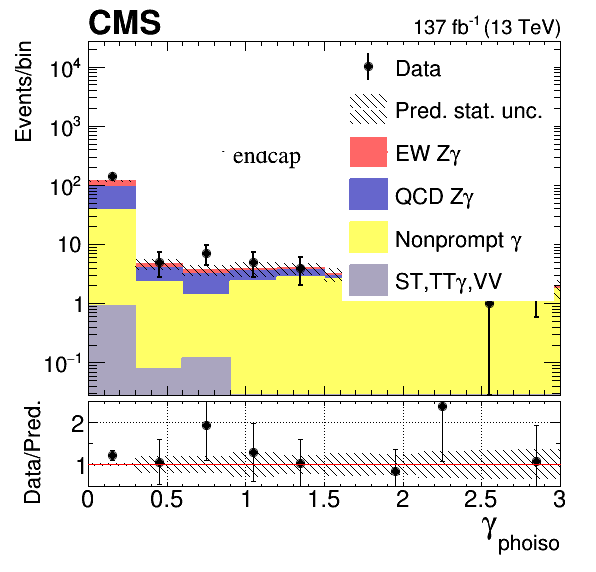 CMS
137 fb⁻¹ (13 TeV)
Events/bin
10⁴
10³
10²
10
1
10⁻¹
Data
Pred. stat. unc.
EW Zγ
QCD Zγ
Nonprompt γ
ST,TTγ,VV
endcap
Data/Pred.
2
1
0 0.5 1 1.5 2 2.5 3
γ phoiso